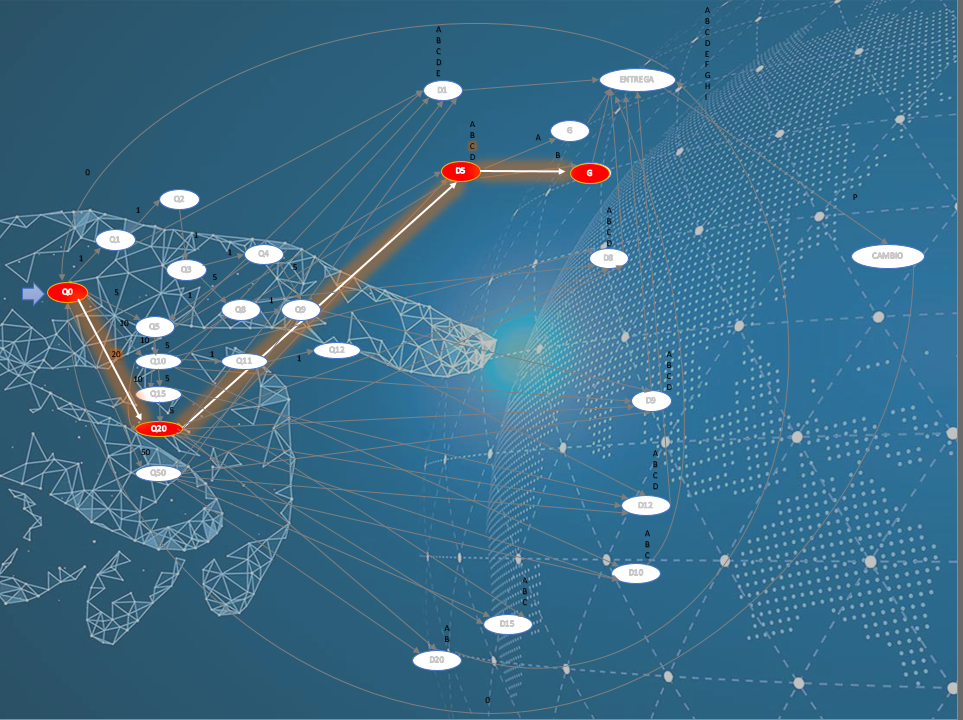 A
B
C
D
E
A
B
C
D
E
F
G
H
I
ENTREGA
D1
A
B
C
D
G
A
B
D5
G
0
P
Q2
1
A
B
C
D
1
Q1
1
Q4
1
D8
CAMBIO
5
Q3
5
Q0
5
1
1
Q8
Q9
10
Q5
10
5
20
Q10
1
Q11
1
Q12
A
B
C
D
10
5
Q15
D9
5
Q20
50
Q50
A
B
C
D
D12
A
B
C
D10
A
B
C
D15
A
B
D20
0